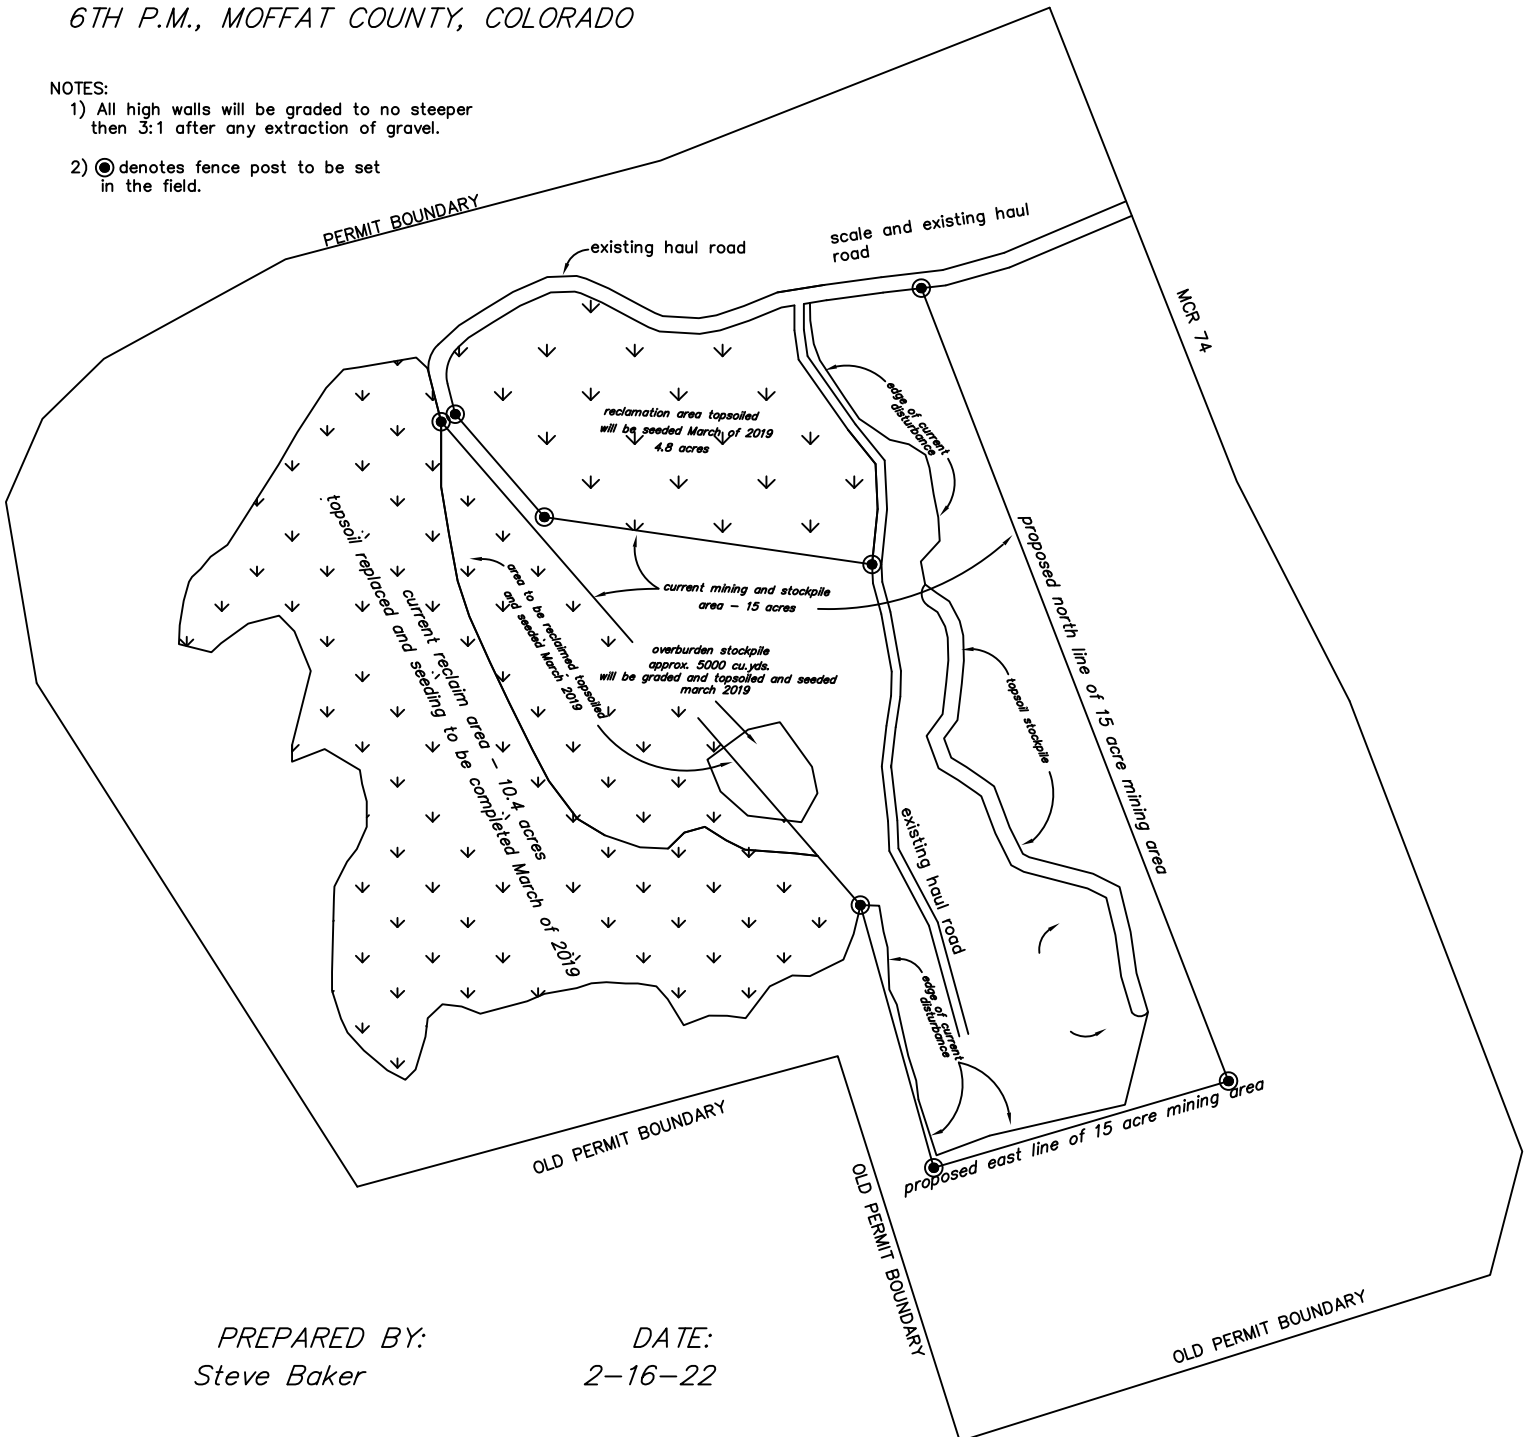 6TH P.M., MOFFAT COUNTY, COLORADO
NOTES:
1) All high walls will be graded to no steeper
then 3:1 after any extraction of gravel.
2) denotes fence post to be set
in the field.
PERMIT BOUNDARY
existing haul road
scale and existing haul
road
MCR 74
edge of current
disturbance
reclamation area topsoiled
will be seeded March of 2019
4.8 acres
topsoil replaced and seeding to be completed March of 2019
current reclaim area - 10.4 acres
area to be reclaimed topsoiled
and seeded March 2019
current mining and stockpile
area - 15 acres
overburden stockpile
approx. 5000 cu.yds.
will be graded and topsoiled and seeded
march 2019
topsoil stockpile
proposed north line of 15 acre mining area
existing haul road
edge of current
disturbance
proposed east line of 15 acre mining area
OLD PERMIT BOUNDARY
OLD PERMIT BOUNDARY
OLD PERMIT BOUNDARY
PREPARED BY:
Steve Baker
DATE:
2-16-22